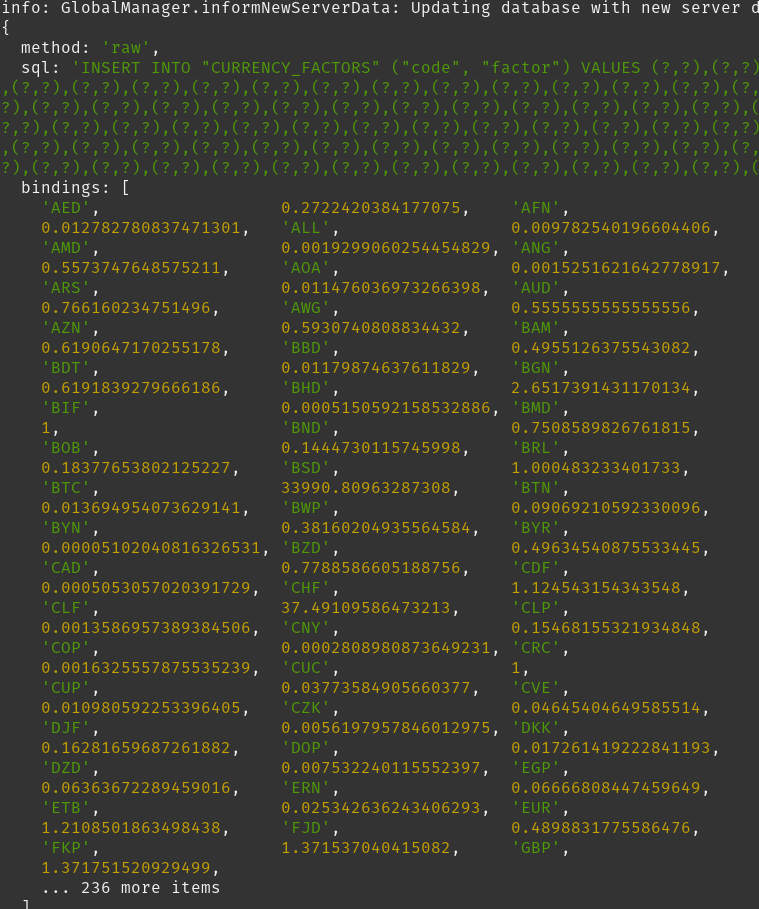 info: GlobalManager.informNewServerData: Updating database with new server d
{
  method: 'raw',
  sql: 'INSERT INTO "CURRENCY_FACTORS" ("code", "factor") VALUES (?,?),(?,?)
,(?,?),(?,?),(?,?),(?,?),(?,?),(?,?),(?,?),(?,?),(?,?),(?,?),(?,?),(?,?),(?,
?),(?,?),(?,?),(?,?),(?,?),(?,?),(?,?),(?,?),(?,?),(?,?),(?,?),(?,?),(?,?),(
?,?),(?,?),(?,?),(?,?),(?,?),(?,?),(?,?),(?,?),(?,?),(?,?),(?,?),(?,?),(?,?)
,(?,?),(?,?),(?,?),(?,?),(?,?),(?,?),(?,?),(?,?),(?,?),(?,?),(?,?),(?,?),(?,
?),(?,?),(?,?),(?,?),(?,?),(?,?),(?,?),(?,?),(?,?),(?,?),(?,?),(?,?),(?,?),(
  bindings: [
    'AED', 0.2722420384177075, 'AFN',
    0.012782780837471301, 'ALL', 0.009782540196604406,
    'AMD', 0.0019299060254454829, 'ANG',
    0.5573747648575211, 'AOA', 0.0015251621642778917,
    'ARS', 0.011476036973266398, 'AUD',
    0.766160234751496, 'AWG', 0.5555555555555556,
    'AZN', 0.5930740808834432, 'BAM',
    0.6190647170255178, 'BBD', 0.4955126375543082,
    'BDT', 0.01179874637611829, 'BGN',
    0.6191839279666186, 'BHD', 2.6517391431170134,
    'BIF', 0.0005150592158532886, 'BMD',
    1, 'BND', 0.7508589826761815,
    'BOB', 0.1444730115745998, 'BRL',
    0.18377653802125227, 'BSD', 1.000483233401733,
    'BTC', 33990.80963287308, 'BTN',
    0.013694954073629141, 'BWP', 0.09069210592330096,
    'BYN', 0.38160204935564584, 'BYR',
    0.00005102040816326531, 'BZD', 0.49634540875533445,
    'CAD', 0.7788586605188756, 'CDF',
    0.0005053057020391729, 'CHF', 1.124543154343548,
    'CLF', 37.49109586473213, 'CLP',
    0.0013586957389384506, 'CNY', 0.15468155321934848,
    'COP', 0.00028089808736492​31, 'CRC',
    0.0016325557875535239, 'CUC', 1,
    'CUP', 0.03773584905660377, 'CVE',
    0.010980592253396405, 'CZK', 0.04645404649585514,
    'DJF', 0.0056197957846012975, 'DKK',
    0.16281659687261882, 'DOP', 0.017261419222841193,
    'DZD', 0.0075322401155​52397, 'EGP',
    0.06363672289459016, 'ERN', 0.06666808447459649,
    'ETB', 0.025342636243406293, 'EUR',
    1.2108501863498438, 'FJD', 0.4898831775586476,
    'FKP', 1.371537040415082, 'GBP',
    1.371751520929499,
    ... 236 more items
  ]